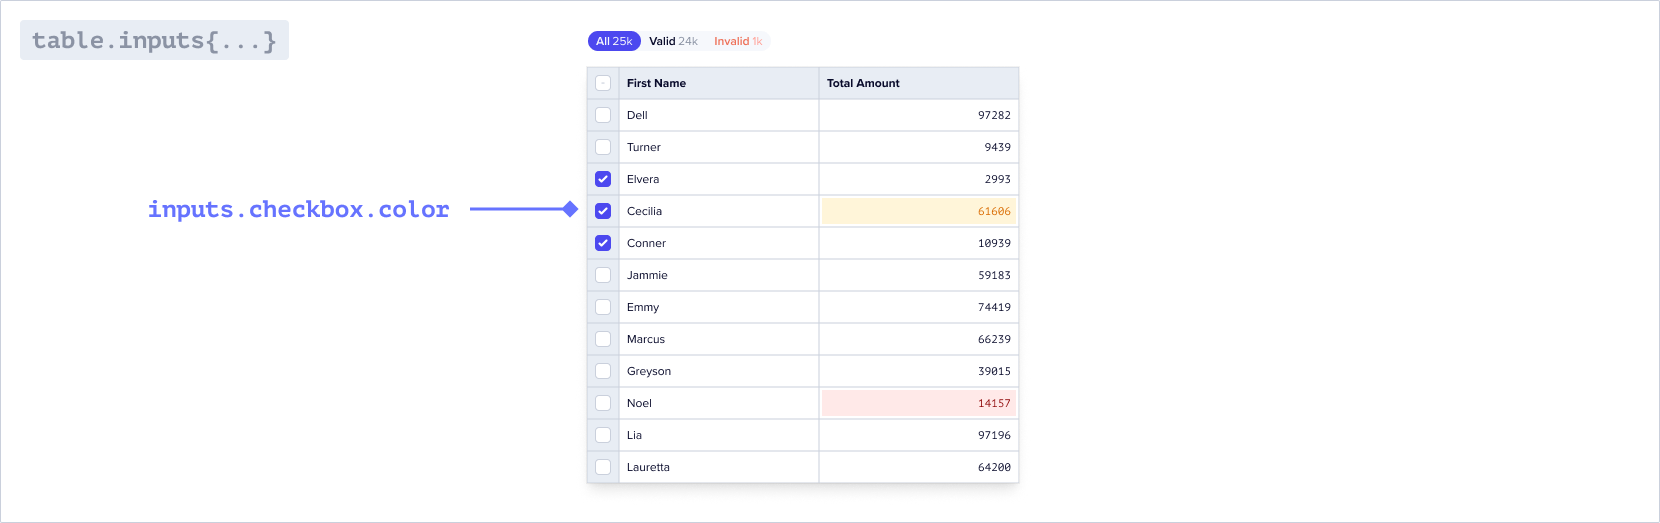 table.inputs{...}
All 25k Valid 24k Invalid 1k
First Name Total Amount
Dell 97282
Turner 9439
Elvera 2993
inputs.checkbox.color
Cecilia 61606
Conner 10939
Jammie 59183
Emmy 74419
Marcus 66239
Greyson 39015
Noel 14157
Lia 97196
Lauretta 64200